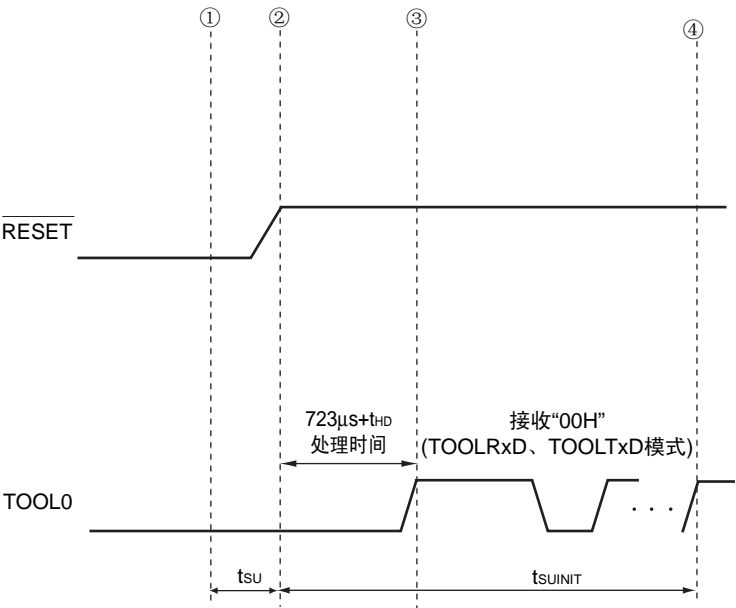 ① ② ③ ④
RESET
723μs+tHD
处理时间
接收“00H”
(TOOLRxD、TOOLTxD模式)
TOOL0
. . .
tSU
tSUINIT